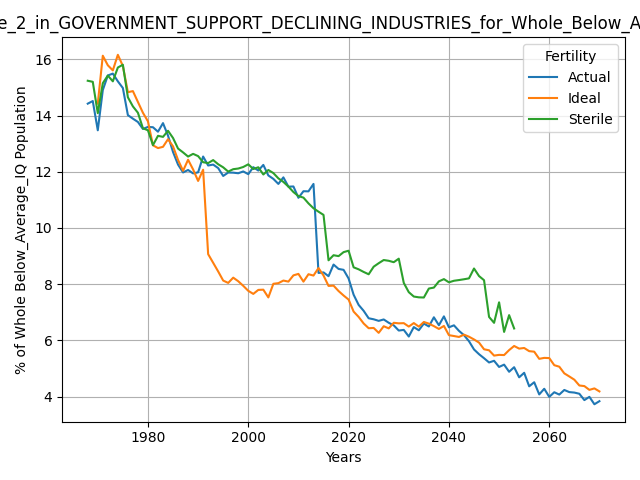 e_2_in_GOVERNMENT_SUPPORT_DECLINING_INDUSTRIES_for_Whole_Below_A
Fertility
Actual
Ideal
Sterile
% of Whole Below_Average_IQ Population
16
14
12
10
8
6
4
1980
2000
2020
2040
2060
Years